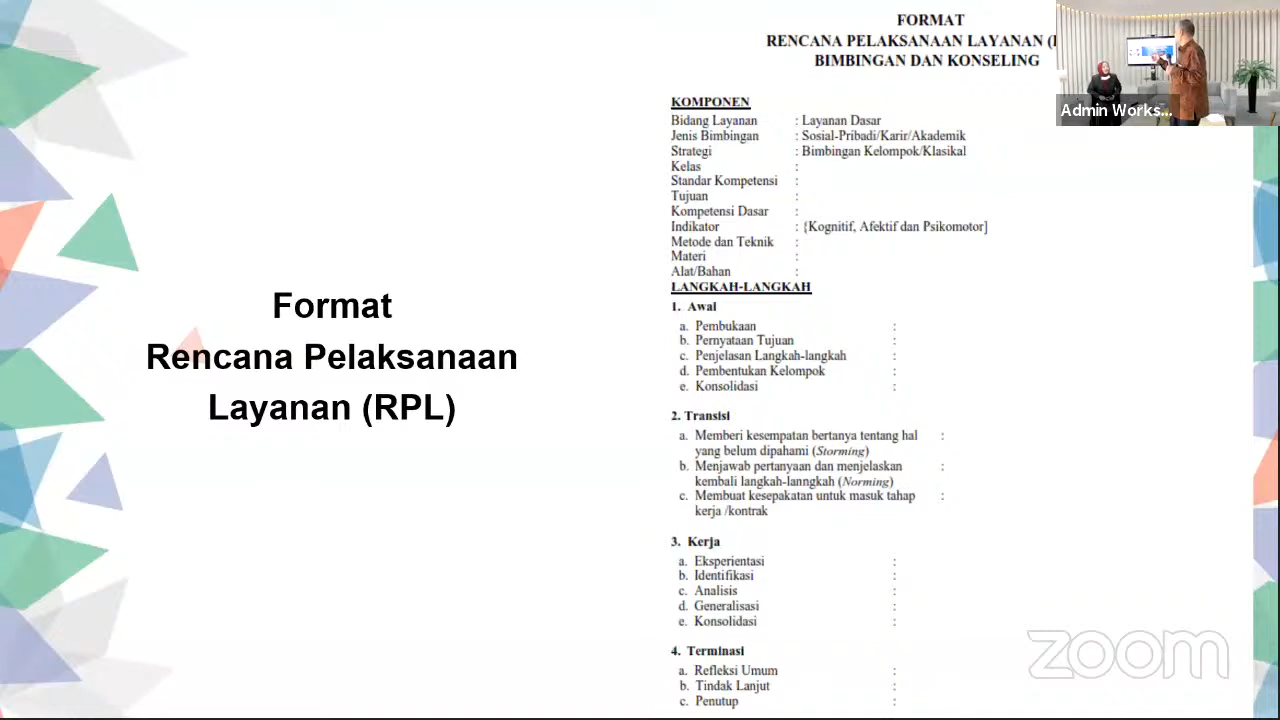 Format
Rencana Pelaksanaan
Layanan (RPL)
FORMAT
RENCANA PELAKSANAAN LAYANAN
BIMBINGAN DAN KONSELING
KOMPONEN
Bidang Layanan : Layanan Dasar
Jenis Bimbingan : Sosial-Pribadi/Karir/Akademik
Strategi : Bimbingan Kelompok/Klasikal
Kelas :
Standar Kompetensi :
Tujuan :
Kompetensi Dasar :
Indikator : {Kognitif, Afektif dan Psikomotor]
Metode dan Teknik :
Materi :
Alat/Bahan :
LANGKAH-LANGKAH
1. Awal
a. Pembukaan :
b. Pernyataan Tujuan :
c. Penjelasan Langkah-langkah :
d. Pembentukan Kelompok :
e. Konsolidasi :
2. Transisi
a. Memberi kesempatan bertanya tentang hal :
yang belum dipahami (Storming)
b. Menjawab pertanyaan dan menjelaskan :
kembali langkah-lanngkah (Norming)
c. Membuat kesepakatan untuk masuk tahap :
kerja /kontrak
3. Kerja
a. Eksperientasi :
b. Identifikasi :
c. Analisis :
d. Generalisasi :
e. Konsolidasi :
4. Terminasi
a. Refleksi Umum :
b. Tindak Lanjut :
c. Penutup :
Admin Works...
zoom